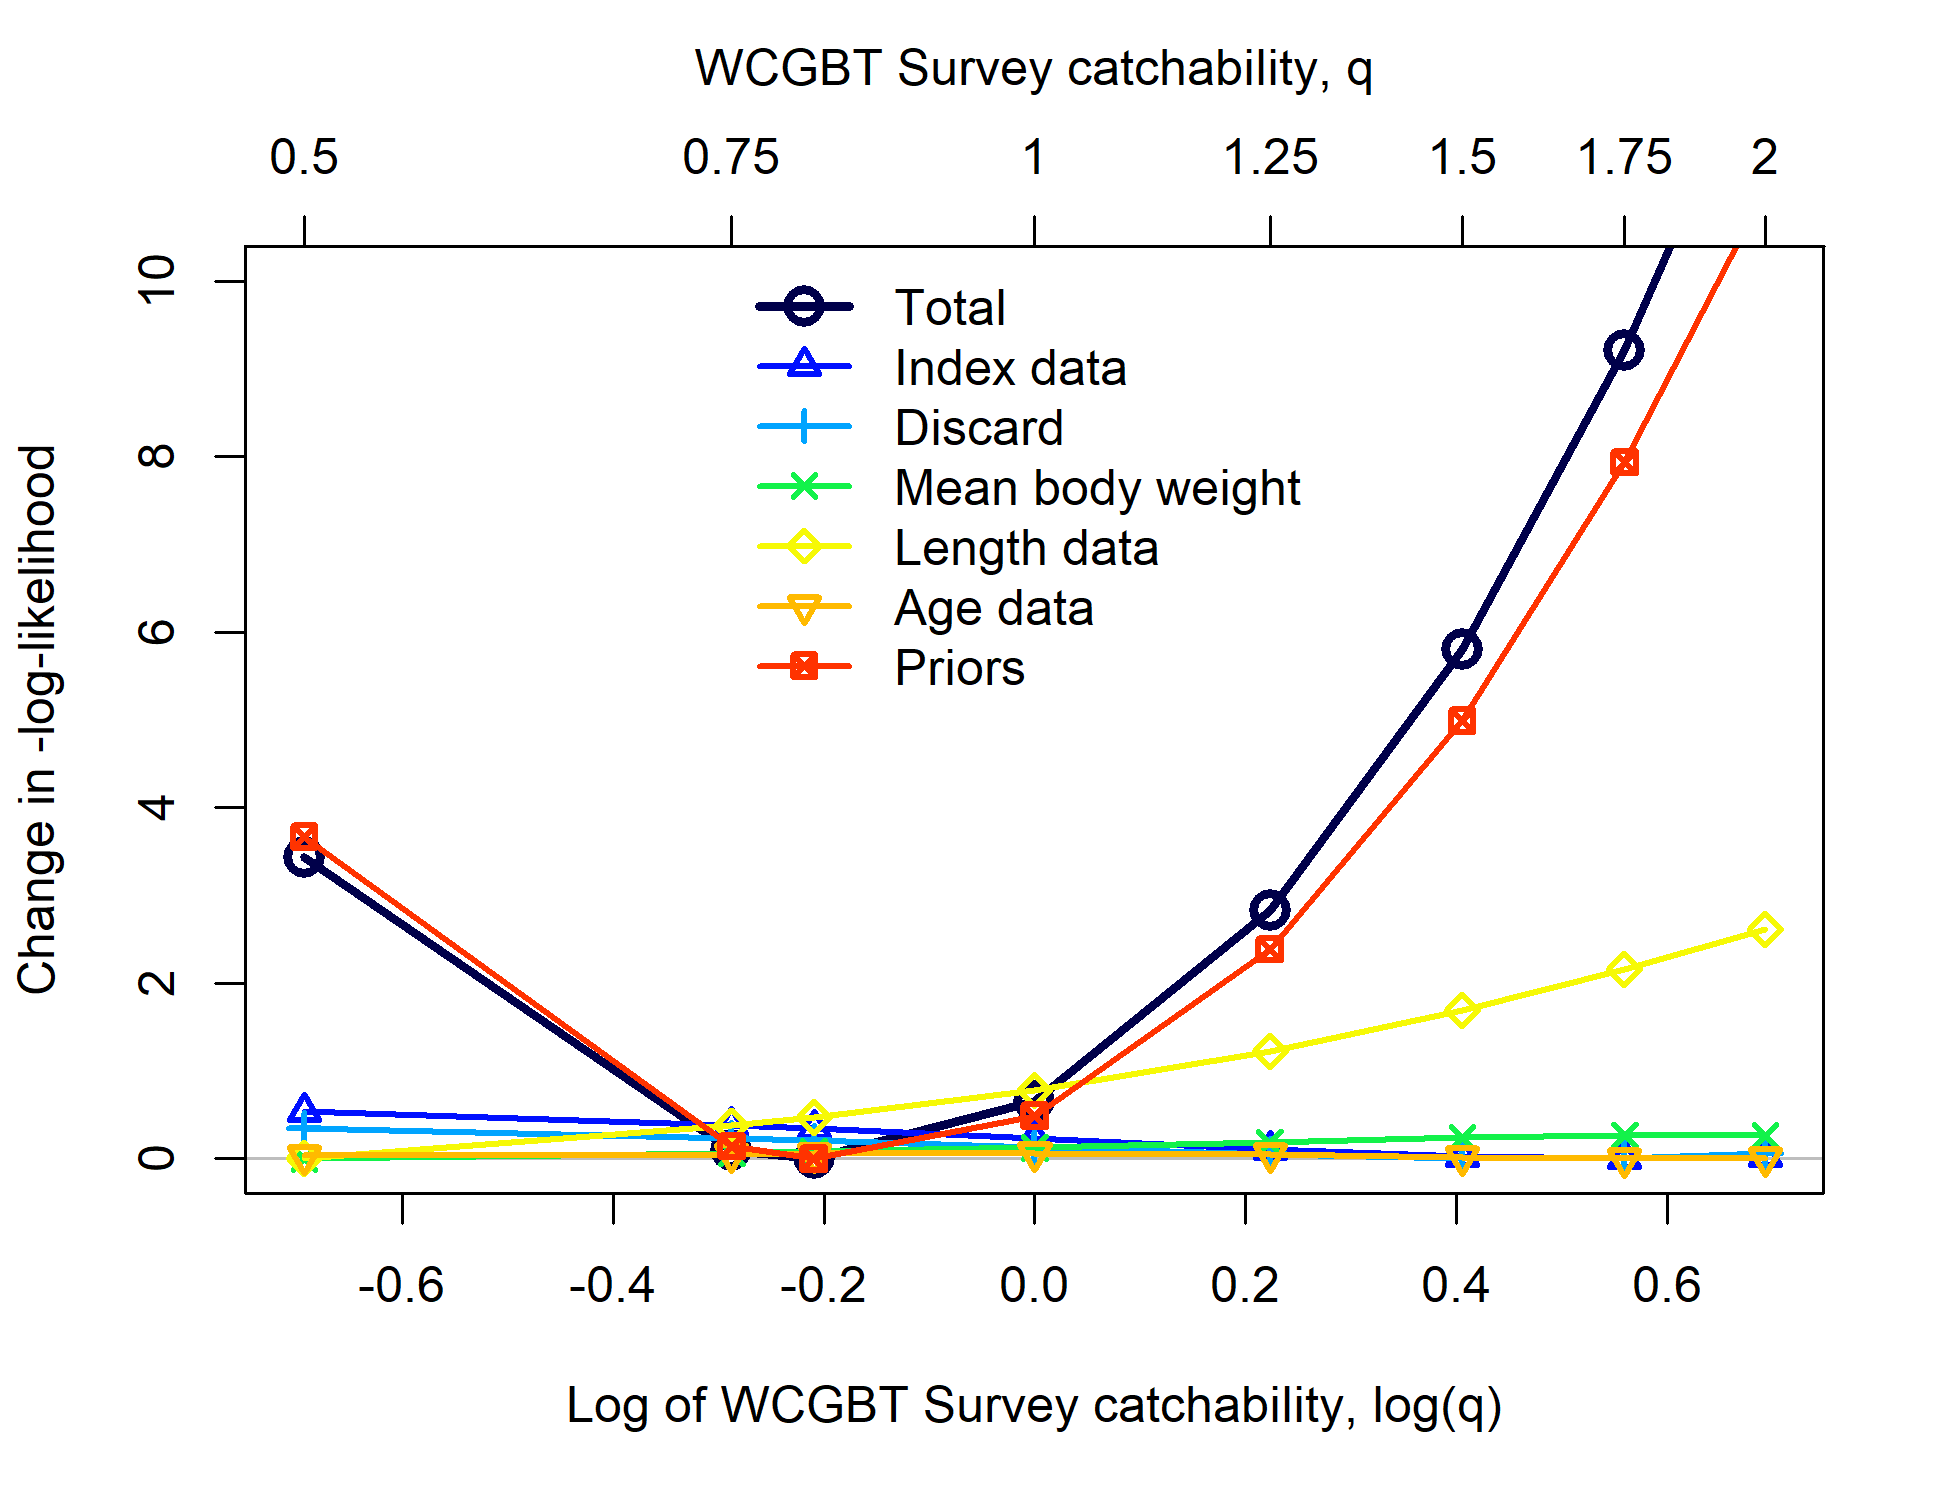 WCGBT Survey catchability, q
0.5 0.75 1 1.25 1.5 1.75 2
10
8
6
4
2
0
Change in -log-likelihood
Total
Index data
Discard
Mean body weight
Length data
Age data
Priors
-0.6 -0.4 -0.2 0.0 0.2 0.4 0.6
Log of WCGBT Survey catchability, log(q)